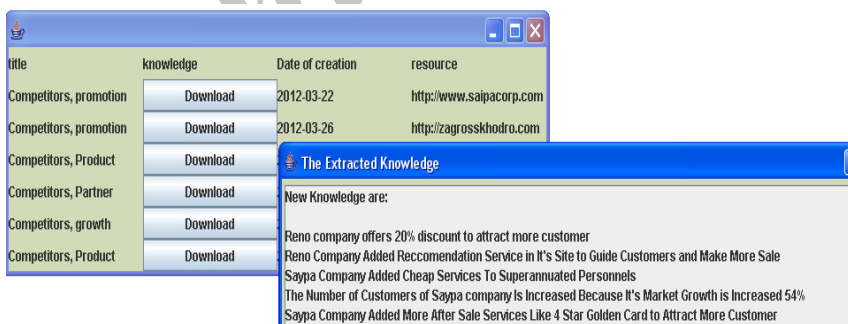 title knowledge Date of creation resource
Competitors, promotion Download 2012-03-22 http://www.saipacorp.com
Competitors, promotion Download 2012-03-26 http://zagrosskhodro.com
Competitors, Product Download
Competitors, Partner Download
Competitors, growth Download
Competitors, Product Download
The Extracted Knowledge
New Knowledge are:
Reno company offers 20% discount to attract more customer
Reno Company Added Reccomendation Service in It's Site to Guide Customers and Make More Sale
Saypa Company Added Cheap Services To Superannuated Personnels
The Number of Customers of Saypa company Is Increased Because It's Market Growth is Increased 54%
Saypa Company Added More After Sale Services Like 4 Star Golden Card to Attract More Customer